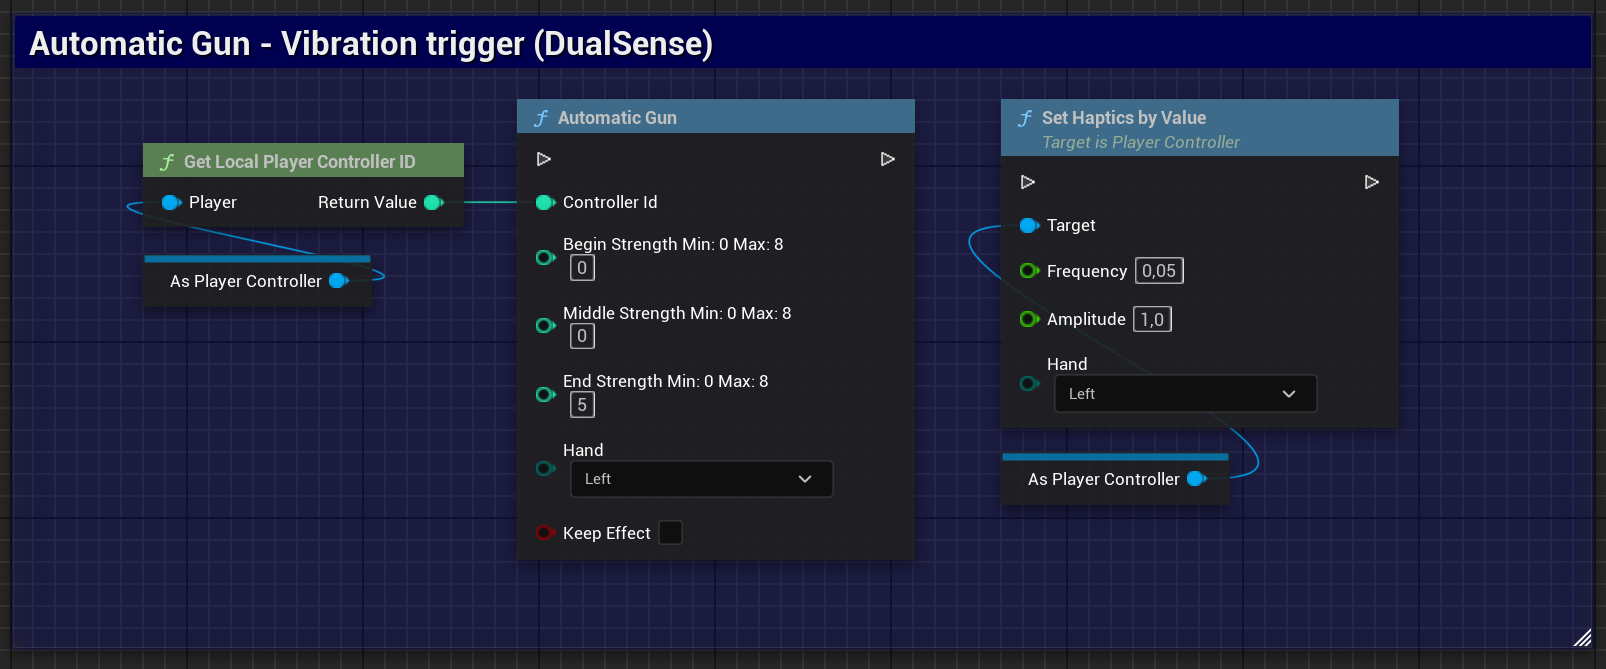 Automatic Gun - Vibration trigger (DualSense)
Get Local Player Controller ID
Player
Return Value
As Player Controller
Automatic Gun
Controller Id
Begin Strength Min: 0 Max: 8
0
Middle Strength Min: 0 Max: 8
0
End Strength Min: 0 Max: 8
5
Hand
Left
Keep Effect
Set Haptics by Value
Target is Player Controller
Target
Frequency 0,05
Amplitude 1,0
Hand
Left
As Player Controller